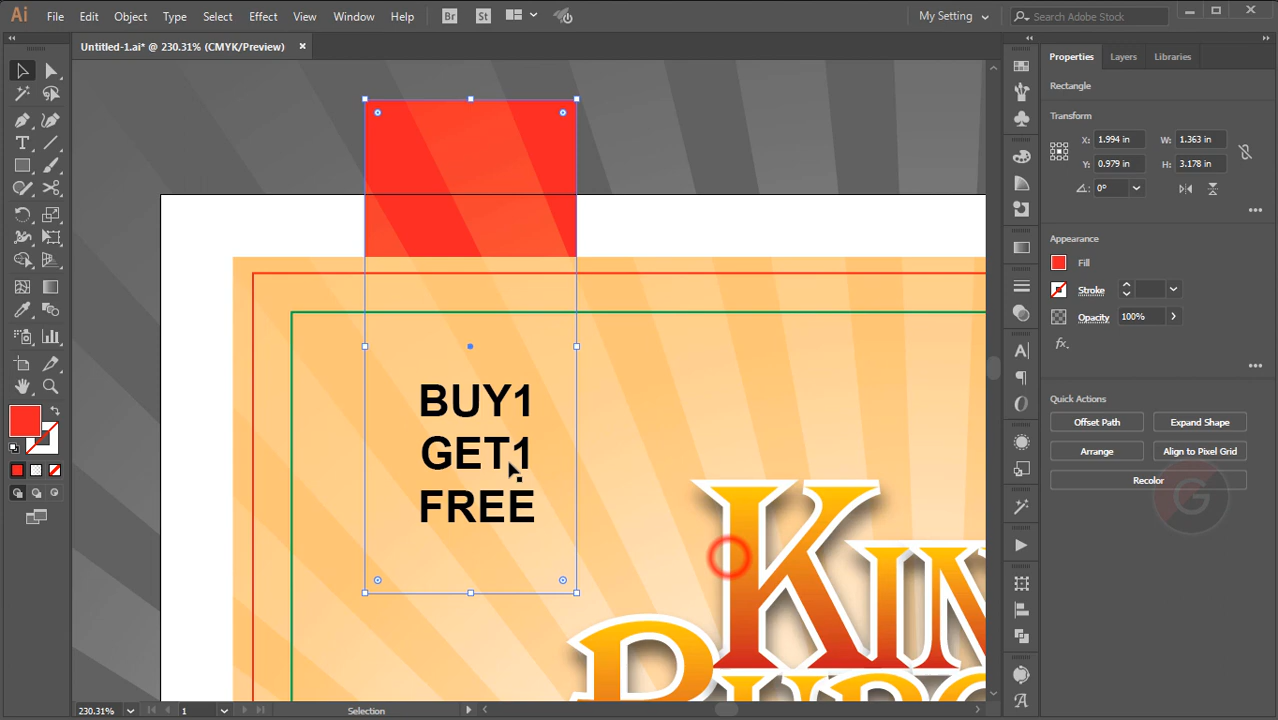 Ai File Edit Object Type Select Effect View Window Help Br St My Setting Search Adobe Stock
Untitled-1.ai* @ 230.31% (CMYK/Preview)
Properties Layers Libraries
Rectangle
Transform
X: 1.994 in W: 1.363 in
Y: 0.979 in H: 3.178 in
0°
Appearance
Fill
Stroke
Opacity 100%
fx.
Quick Actions
Offset Path Expand Shape
Arrange Align to Pixel Grid
Recolor
BUY1
GET1
FREE
KIN
230.31% 1 Selection